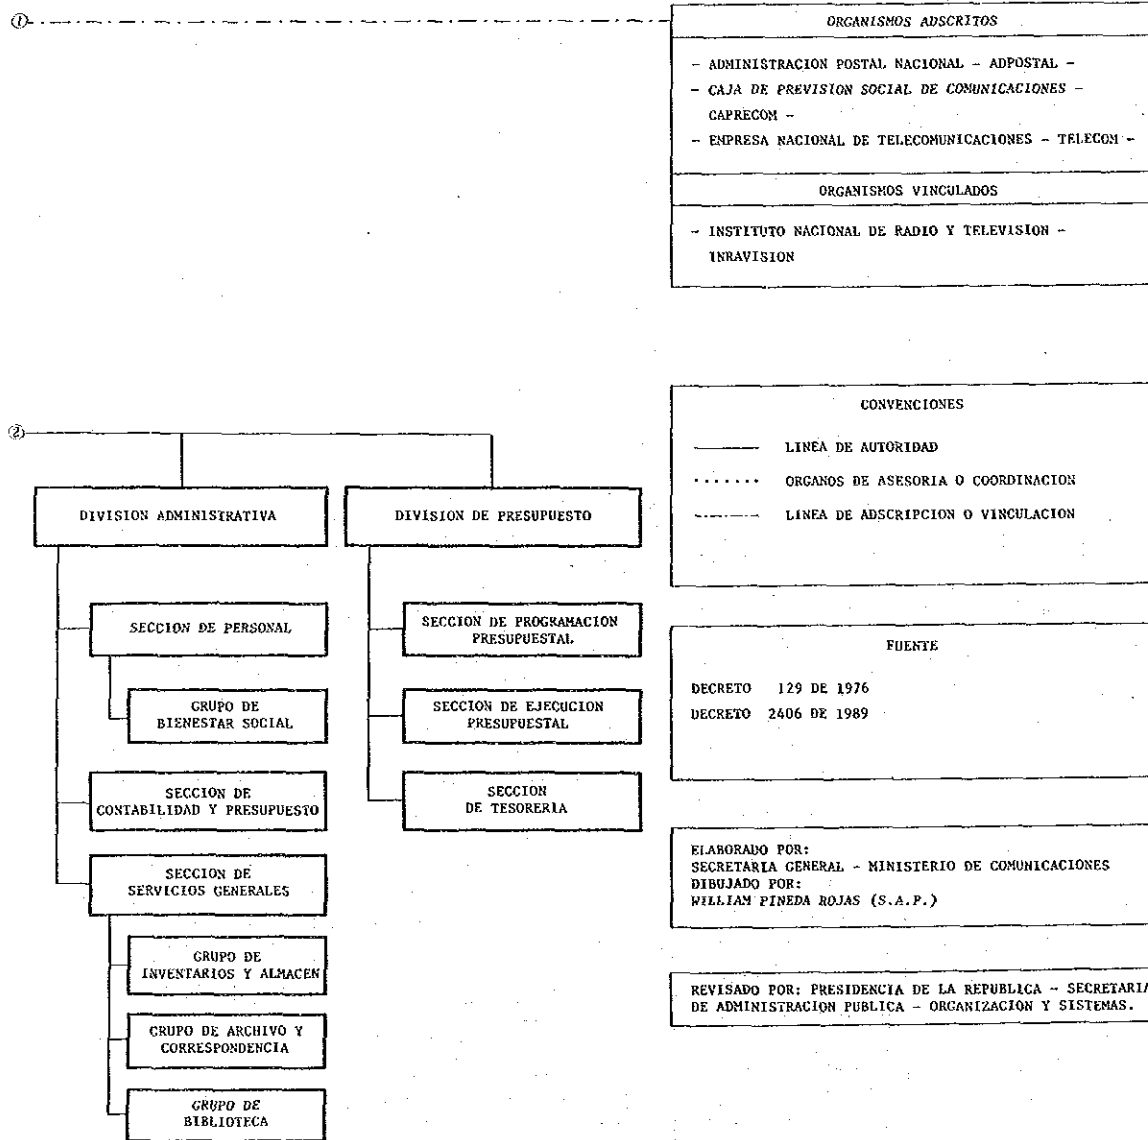 ①
ORGANISMOS ADSCRITOS
- ADMINISTRACION POSTAL NACIONAL - ADPOSTAL -
- CAJA DE PREVISION SOCIAL DE COMUNICACIONES -
CAPRECOM -
- EMPRESA NACIONAL DE TELECOMUNICACIONES - TELECOM -
ORGANISMOS VINCULADOS
- INSTITUTO NACIONAL DE RADIO Y TELEVISION -
INRAVISION
②
DIVISION ADMINISTRATIVA
SECCION DE PERSONAL
GRUPO DE
BIENESTAR SOCIAL
SECCION DE
CONTABILIDAD Y PRESUPUESTO
SECCION DE
SERVICIOS GENERALES
GRUPO DE
INVENTARIOS Y ALMACEN
GRUPO DE ARCHIVO Y
CORRESPONDENCIA
GRUPO DE
BIBLIOTECA
DIVISION DE PRESUPUESTO
SECCION DE PROGRAMACION
PRESUPUESTAL
SECCION DE EJECUCION
PRESUPUESTAL
SECCION
DE TESORERIA
CONVENCIONES
LINEA DE AUTORIDAD
ORGANOS DE ASESORIA O COORDINACION
LINEA DE ADSCRIPCION O VINCULACION
FUENTE
DECRETO 129 DE 1976
DECRETO 2406 DE 1989
ELABORADO POR:
SECRETARIA GENERAL - MINISTERIO DE COMUNICACIONES
DIBUJADO POR:
WILLIAM PINEDA ROJAS (S.A.P.)
REVISADO POR: PRESIDENCIA DE LA REPUBLICA - SECRETARIA
DE ADMINISTRACION PUBLICA - ORGANIZACION Y SISTEMAS.